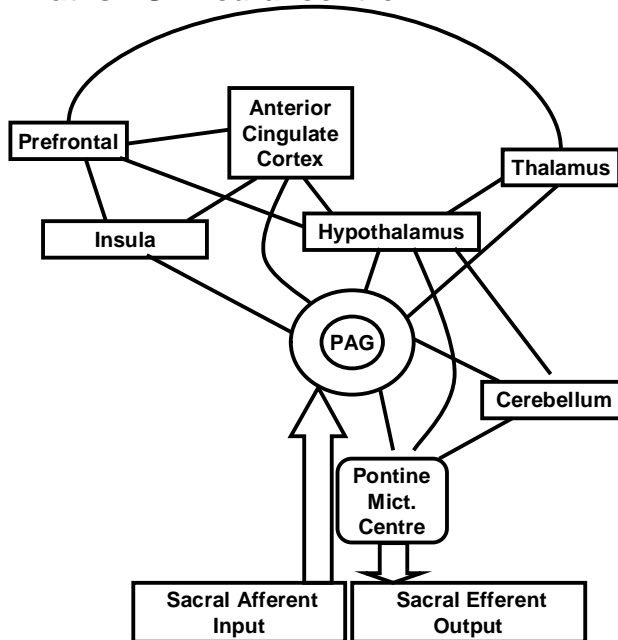 Prefrontal
Anterior
Cingulate
Cortex
Thalamus
Insula
Hypothalamus
PAG
Cerebellum
Pontine
Mict.
Centre
Sacral Afferent
Input
Sacral Efferent
Output